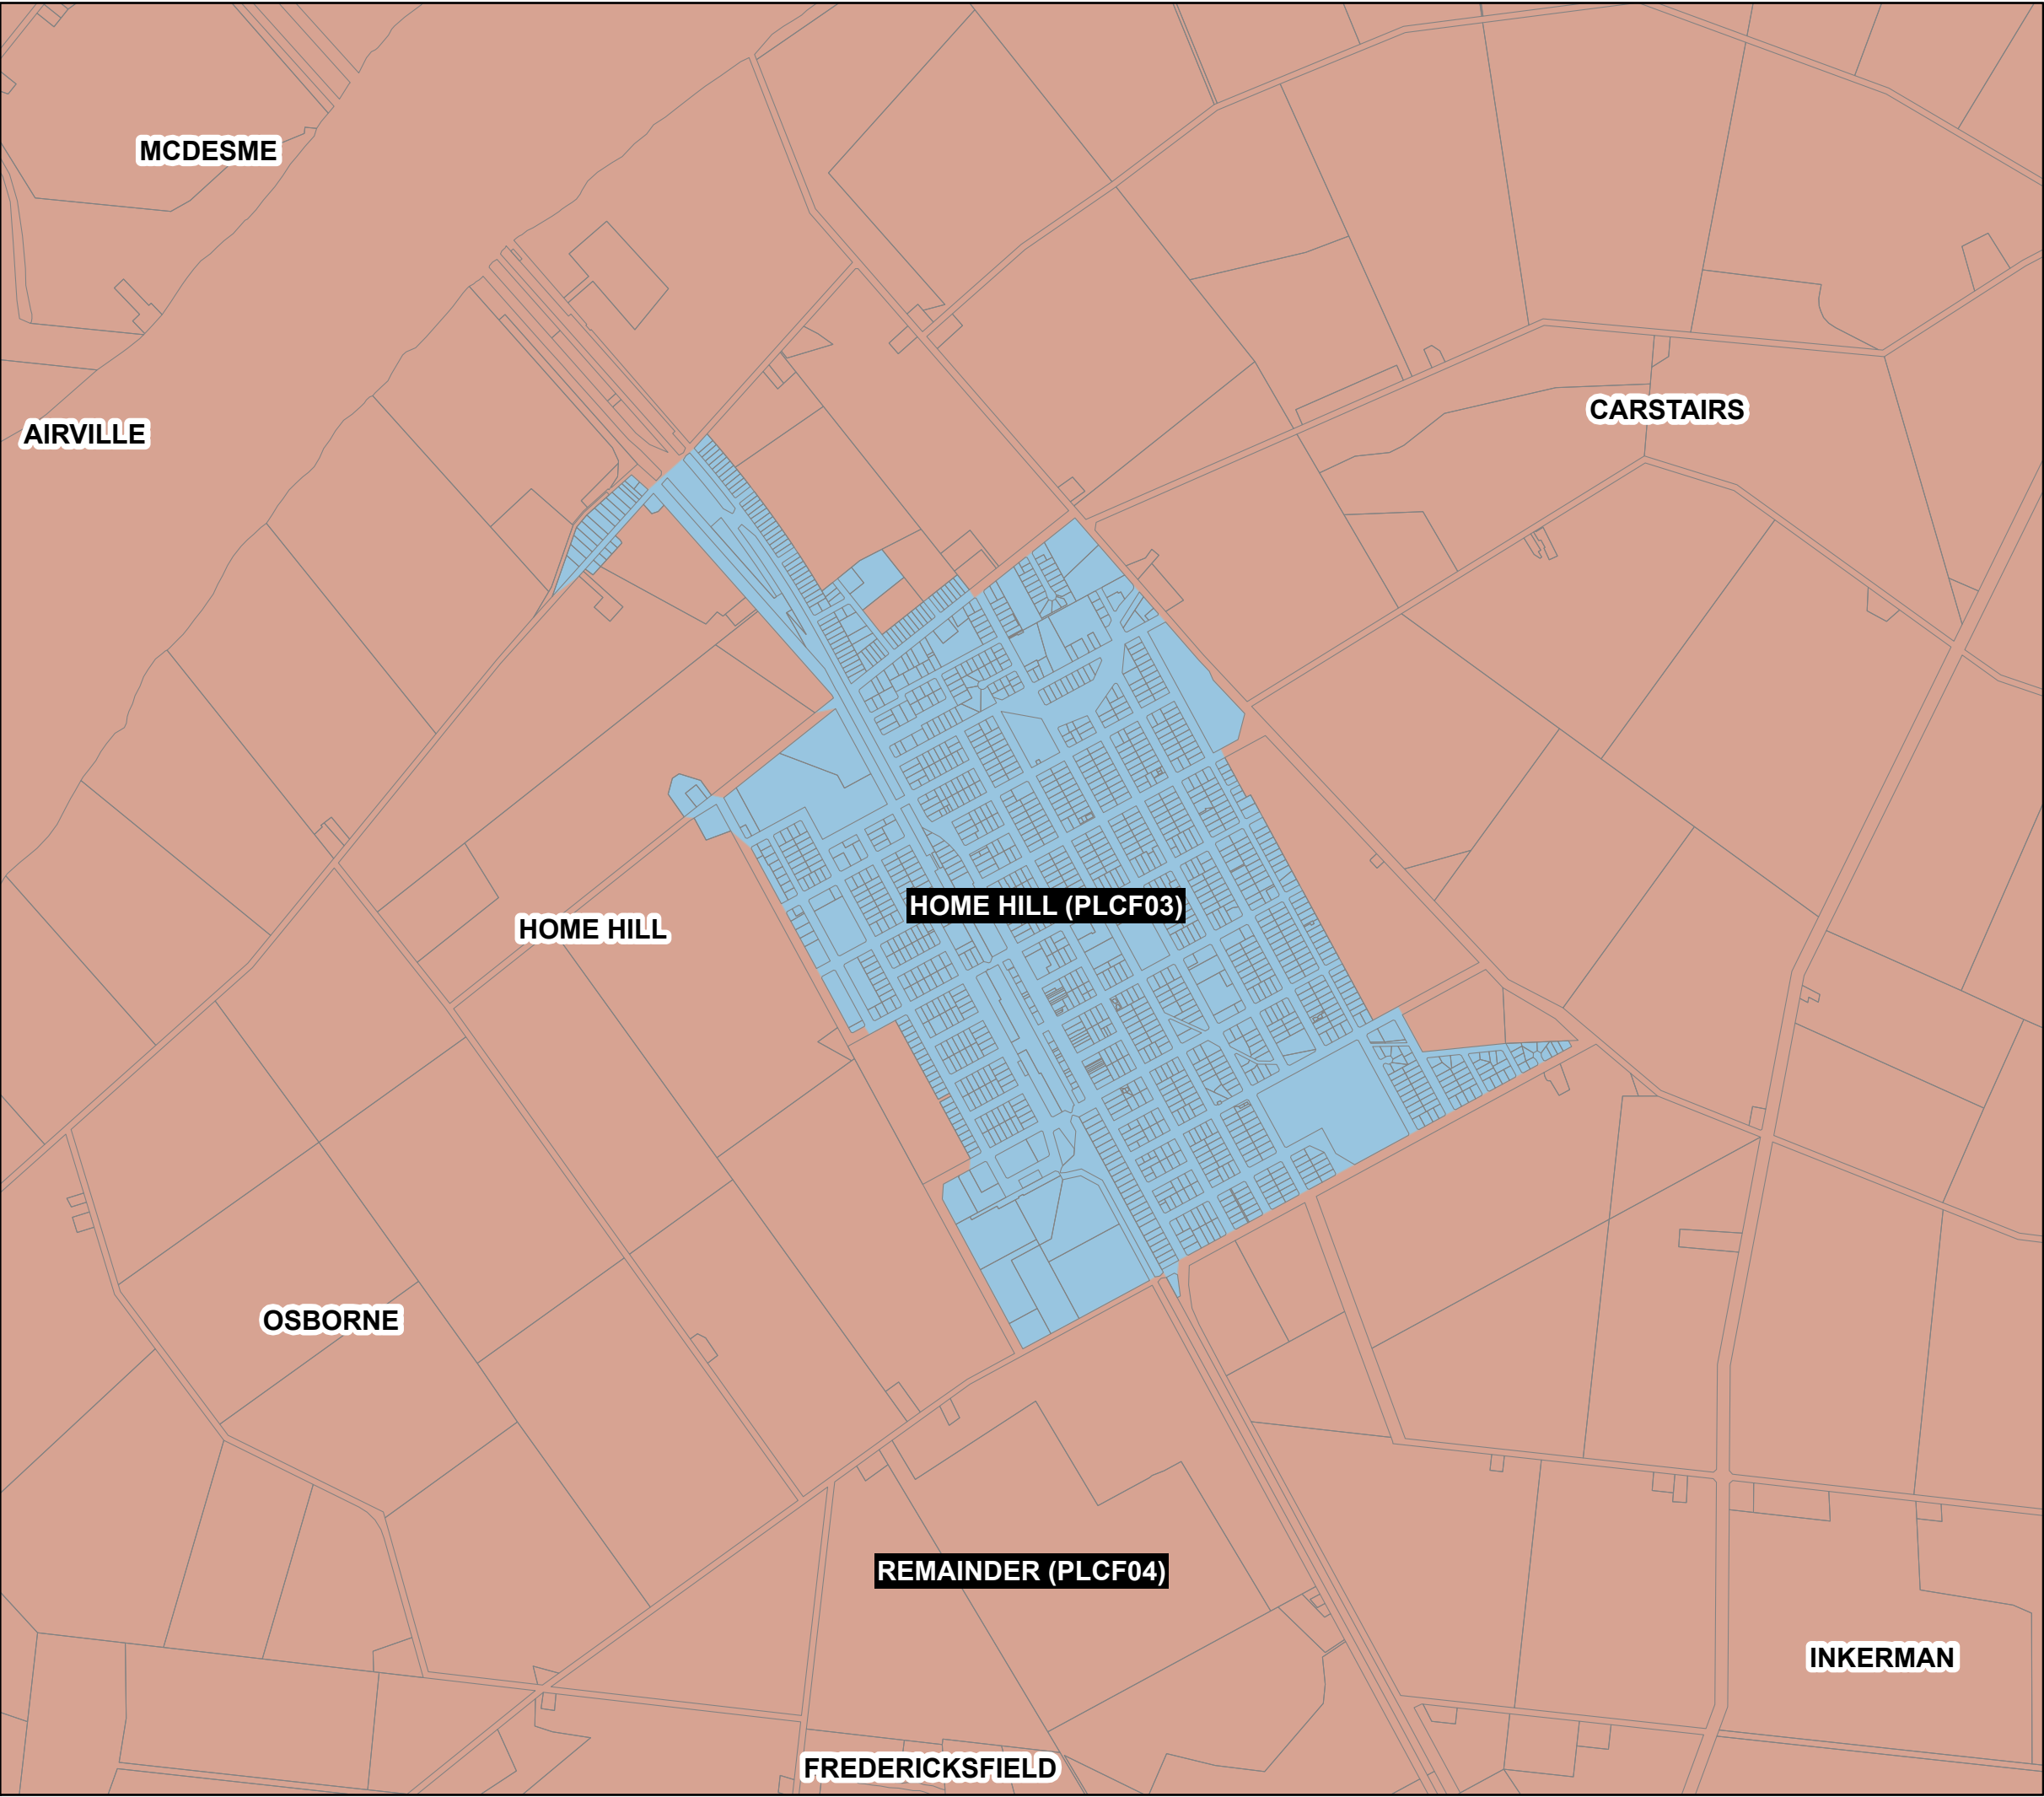 MCDESME
CARSTAIRS
AIRVILLE
HOME HILL (PLCF03)
HOME HILL
OSBORNE
REMAINDER (PLCF04)
INKERMAN
FREDERICKSFIELD